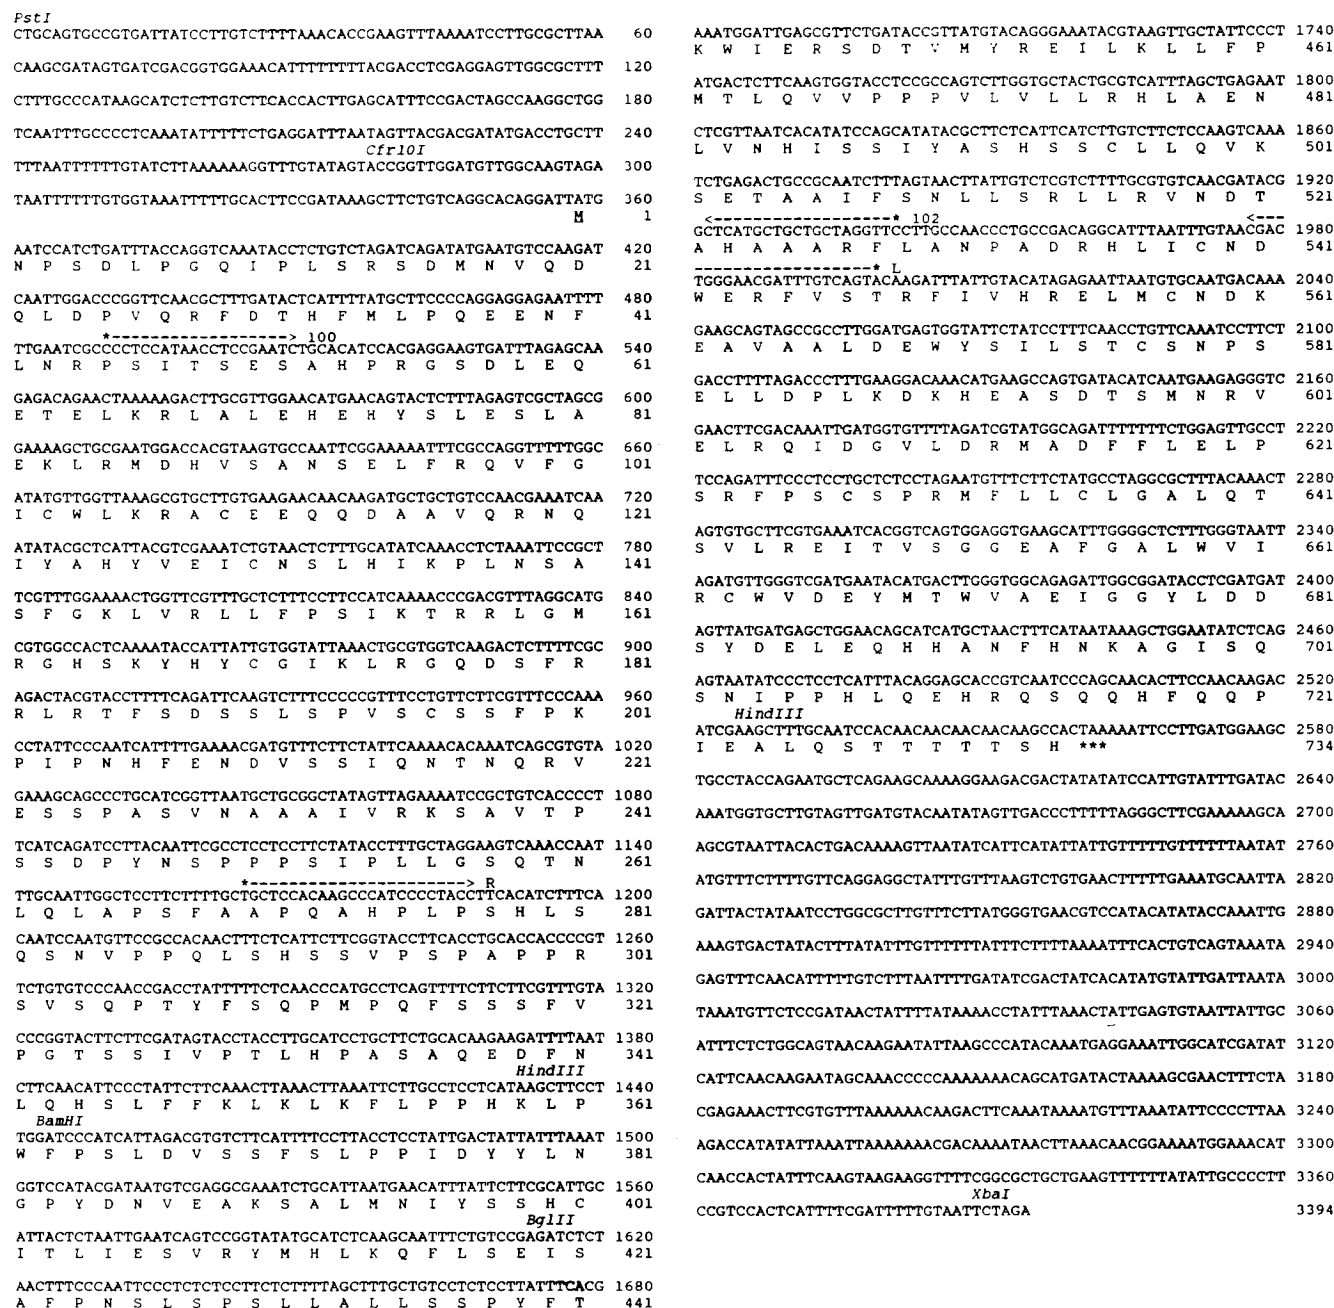 PstI
CTGCAGTGCCGTGATTATCCTTGTCTTTTAAACACCGAAGTTTAAAATCCTTGCGCTTAA 60
CAAGCGATAGTGATCGACGGTGGAAACATTTTTTTTTACGACCTCGAGGAGTTGGCGCTTT 120
CTTTGCCCATAAGCATCTCTTGTCTTCACCACTTGAGCATTTCCGACTAGCCAAGGCTGG 180
TCAATTTGCCCCTCAAATATTTTTCTGAGGATTTAATAGTTACGACGATATGACCTGCTT 240
Cfr10I
TTTAATTTTTTGTATCTTAAAAAAGGTTTGTATAGTACCGGTTGGATGTTGGCAAGTAGA 300
TAATTTTTTGTGGTAAATTTTTGCACTTCCGATAAAGCTTCTGTCAGGCACAGGATTATG 360
M 1
AATCCATCTGATTTACCAGGTCAAATACCTCTGTCTAGATCAGATATGAATGTCCAAGAT 420
N P S D L P G Q I P L S R S D M N V Q D 21
CAATTGGACCCGGTTCAACGCTTTGATACTCATTTTATGCTTCCCCAGGAGGAGAATTTT 480
Q L D P V Q R F D T H F M L P Q E E N F 41
*-----------------> 100
TTGAATCGCCCCTCCATAACCTCCGAATCTGCACATCCACGAGGAAGTGATTTAGAGCAA 540
L N R P S I T S E S A H P R G S D L E Q 61
GAGACAGAACTAAAAAGACTTGCGTTGGAACATGAACAGTACTCTTTAGAGTCGCTAGCG 600
E T E L K R L A L E H E H Y S L E S L A 81
GAAAAGCTGCGAATGGACCACGTAAGTGCCAATTCGGAAAAATTTCGCCAGGTTTTTTGGC 660
E K L R M D H V S A N S E L F R Q V F G 101
ATATGTTGGTTAAAGCGTGCTTGTGAAGAACAACAAGATGCTGCTGTCCAACGAAATCAA 720
I C W L K R A C E E Q Q D A A V Q R N Q 121
ATATACGCTCATTACGTCGAAATCTGTAACTCTTTGCATATCAAACCTCTAAATTCCGCT 780
I Y A H Y V E I C N S L H I K P L N S A 141
TCGTTTGGAAAACTGGTTCGTTTGCTCTTTCCTTCCATCAAAACCCGACGTTTAGGCATG 840
S F G K L V R L L F P S I K T R R L G M 161
CGTGGCCACTCAAAATACCATTATTGTGGTATTAAACTGCGTGGTCAAGACTCTTTTCGC 900
R G H S K Y H Y C G I K L R G Q D S F R 181
AGACTACGTACCTTTTCAGATTCAAGTCTTTCCCCCGTTTCCTGTTCTTCGTTTCCCAAA 960
R L R T F S D S S L S P V S C S S F P K 201
CCTATTCCCAATCATTTTGAAAACGATGTTTCTTCTATTCAAAACACAAATCAGCGTGTA 1020
P I P N H F E N D V S S I Q N T N Q R V 221
GAAAGCAGCCCTGCATCGGTTAATGCTGCGGCTATAGTTAGAAAATCCGCTGTCACCCCT 1080
E S S P A S V N A A A I V R K S A V T P 241
TCATCAGATCCTTACAATTCGCCTCCTCCTTCTATACCTTTGCTAGGAAGTCAAACCAAT 1140
S S D P Y N S P P P S I P L L G S Q T N 261
*---------------------> R
TTGCAATTGGCTCCTTCTTTTGCTGCTCCACAAGCCCATCCCCTACCTTCACATCTTTCA 1200
L Q L A P S F A A P Q A H P L P S H L S 281
CAATCCAATGTTCCGCCACAACTTTCTCATTCTTCGGTACCTTCACCTGCACCACCCCGT 1260
Q S N V P P Q L S H S S V P S P A P P R 301
TCTGTGTCCCAACCGACCTATTTTTCTCAACCCATGCCTCAGTTTTCTTCTTCGTTTGTA 1320
S V S Q P T Y F S Q P M P Q F S S S F V 321
CCCGGTACTTCTTCGATAGTACCTACCTTGCATCCTGCTTCTGCACAAGAAGATTTTAAT 1380
P G T S S I V P T L H P A S A Q E D F N 341
HindIII
CTTCAACATTCCCTATTCTTCAAACTTAAACTTAAATTCTTGCCTCCTCATAAGCTTCCT 1440
L Q H S L F F K L K L K F L P P H K L P 361
BamHI
TGGATCCCATCATTAGACGTGTCTTCATTTTCCTTACCTCCTATTGACTATTATTTAAAT 1500
W F P S L D V S S F S L P P I D Y Y L N 381
GGTCCATACGATAATGTCGAGGCGAAATCTGCATTAATGAACATTTATTCTTCGCATTGC 1560
G P Y D N V E A K S A L M N I Y S S H C 401
BglII
ATTACTCTAATTGAATCAGTCCGGTATATGCATCTCAAGCAATTTCTGTCCGAGATCTCT 1620
I T L I E S V R Y M H L K Q F L S E I S 421
AACTTTCCCAATTCCCTCTCTCCTTCTCTTTTAGCTTTGCTGTCCTCTCCTTATTTCACG 1680
A F P N S L S P S L L A L L S S P Y F T 441
AAATGGATTGAGCGTTCTGATACCGTTATGTACAGGGAAATACGTAAGTTGCTATTCCCT 1740
K W I E R S D T V M Y R E I L K L L F P 461
ATGACTCTTCAAGTGGTACCTCCGCCAGTCTTGGTGCTACTGCGTCATTTAGCTGAGAAT 1800
M T L Q V V P P P V L V L L R H L A E N 481
CTCGTTAATCACATATCCAGCATATACGCTTCTCATTCATCTTGTCTTCTCCAAGTCAAA 1860
L V N H I S S I Y A S H S S C L L Q V K 501
TCTGAGACTGCCGCAATCTTTAGTAACTTATTGTCTCGTCTTTTGCGTGTCAACGATACG 1920
S E T A A I F S N L L S R L L R V N D T 521
<-----------------* 102 <---
GCTCATGCTGCTGCTAGGTTCCTTGCCAACCCTGCCGACAGGCATTTAATTTGTAACGAC 1980
A H A A A R F L A N P A D R H L I C N D 541
----------------* L
TGGGAACGATTTGTCAGTACAAGATTTATTGTACATAGAGAATTAATGTGCAATGACAAA 2040
W E R F V S T R F I V H R E L M C N D K 561
GAAGCAGTAGCCGCCTTGGATGAGTGGTATTCTATCCTTTCAACCTGTTCAAATCCTTCT 2100
E A V A A L D E W Y S I L S T C S N P S 581
GACCTTTTAGACCCTTTGAAGGACAAACATGAAGCCAGTGATACATCAATGAAGAGGGTC 2160
E L L D P L K D K H E A S D T S M N R V 601
GAACTTCGACAAATTGATGGTGTTTTAGATCGTATGGCAGATTTTTTTCTGGAGTTGCCT 2220
E L R Q I D G V L D R M A D F F L E L P 621
TCCAGATTTCCCTCCTGCTCTCCTAGAATGTTTCTTCTATGCCTAGGCGCTTTACAAACT 2280
S R F P S C S P R M F L L C L G A L Q T 641
AGTGTGCTTCGTGAAATCACGGTCAGTGGAGGTGAAGCATTTGGGGCTCTTTGGGTAATT 2340
S V L R E I T V S G G E A F G A L W V I 661
AGATGTTGGGTCGATGAATACATGACTTGGGTGGCAGAGATTGGCGGATACCTCGATGAT 2400
R C W V D E Y M T W V A E I G G Y L D D 681
AGTTATGATGAGCTGGAACAGCATCATGCTAACTTTCATAATAAAGCTGGAATATCTCAG 2460
S Y D E L E Q H H A N F H N K A G I S Q 701
AGTAATATCCCTCCTCATTTACAGGAGCACCGTCAATCCCAGCAACACTTCCAACAAGAC 2520
S N I P P H L Q E H R Q S Q Q H F Q Q P 721
HindIII
ATCGAAGCTTTGCAATCCACAACAACAACAACAAGCCACTAAAAATTCCTTGATGGAAGC 2580
I E A L Q S T T T T T S H *** 734
TGCCTACCAGAATGCTCAGAAGCAAAAGGAAGACGACTATATATCCATTGTATTTGATAC 2640
AAATGGTGCTTGTAGTTGATGTACAATATAGTTGACCCTTTTTAGGGCTTCGAAAAAGCA 2700
AGCGTAATTACACTGACAAAAGTTAATATCATTCATATTATTGTTTTTGTTTTTTAATAT 2760
ATGTTTCTTTTGTTCAGGAGGCTATTTGTTTAAGTCTGTGAACTTTTTGAAATGCAATTA 2820
GATTACTATAATCCTGGCGCTTGTTTCTTATGGGTGAACGTCCATACATATACCAAATTG 2880
AAAGTGACTATACTTTATATTTGTTTTTTATTTCTTTTAAAATTTCACTGTCAGTAAATA 2940
GAGTTTCAACATTTTTGTCTTTAATTTTGATATCGACTATCACATATGTATTGATTAATA 3000
TAAATGTTCTCCGATAACTATTTTATAAAACCTATTTAAACTATTGAGTGTAATTATTGC 3060
ATTTCTCTGGCAGTAACAAGAATATTAAGCCCATACAAATGAGGAAATTGGCATCGATAT 3120
CATTCAACAAGAATAGCAAACCCCCAAAAAAACAGCATGATACTAAAAGCGAACTTTCTA 3180
CGAGAAACTTCGTGTTTAAAAAACAAGACTTCAAATAAAATGTTTAAATATTCCCCTTAA 3240
AGACCATATATTAAATTAAAAAAACGACAAAATAACTTAAACAACGGAAAATGGAAACAT 3300
CAACCACTATTTCAAGTAAGAAGGTTTTCGGCGCTGCTGAAGTTTTTTATATTGCCCCTT 3360
XbaI
CCGTCCACTCATTTTCGATTTTTGTAATTCTAGA 3394